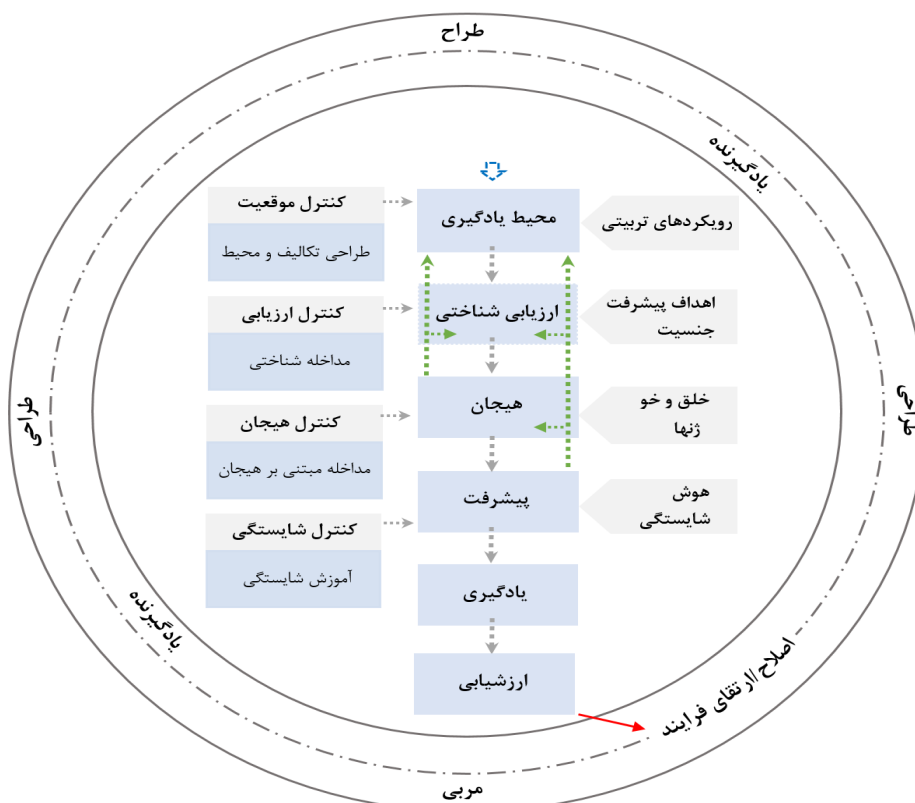 طراح
یادگیرنده
کنترل موقعیت
طراحی تکالیف و محیط
محیط یادگیری
رویکردهای تربیتی
کنترل ارزیابی
مداخله شناختی
ارزیابی شناختی
اهداف پیشرفت
جنسیت
طراحی
طراحی
کنترل هیجان
مداخله مبتنی بر هیجان
هیجان
خلق و خو
ژنها
کنترل شایستگی
آموزش شایستگی
پیشرفت
هوش
شایستگی
یادگیری
یادگیرنده
ارزشیابی
اصلاح/ارتقای فرایند
مربی